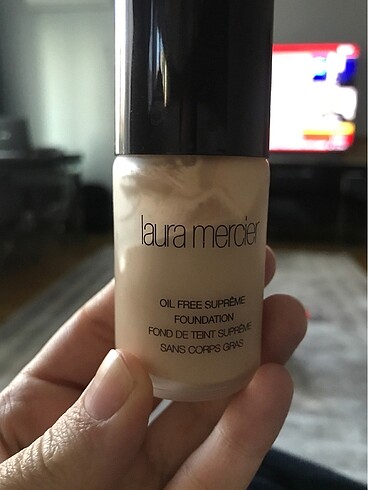 laura mercier
OIL FREE SUPRÊME
FOUNDATION
FOND DE TEINT SUPRÊME
SANS CORPS GRAS